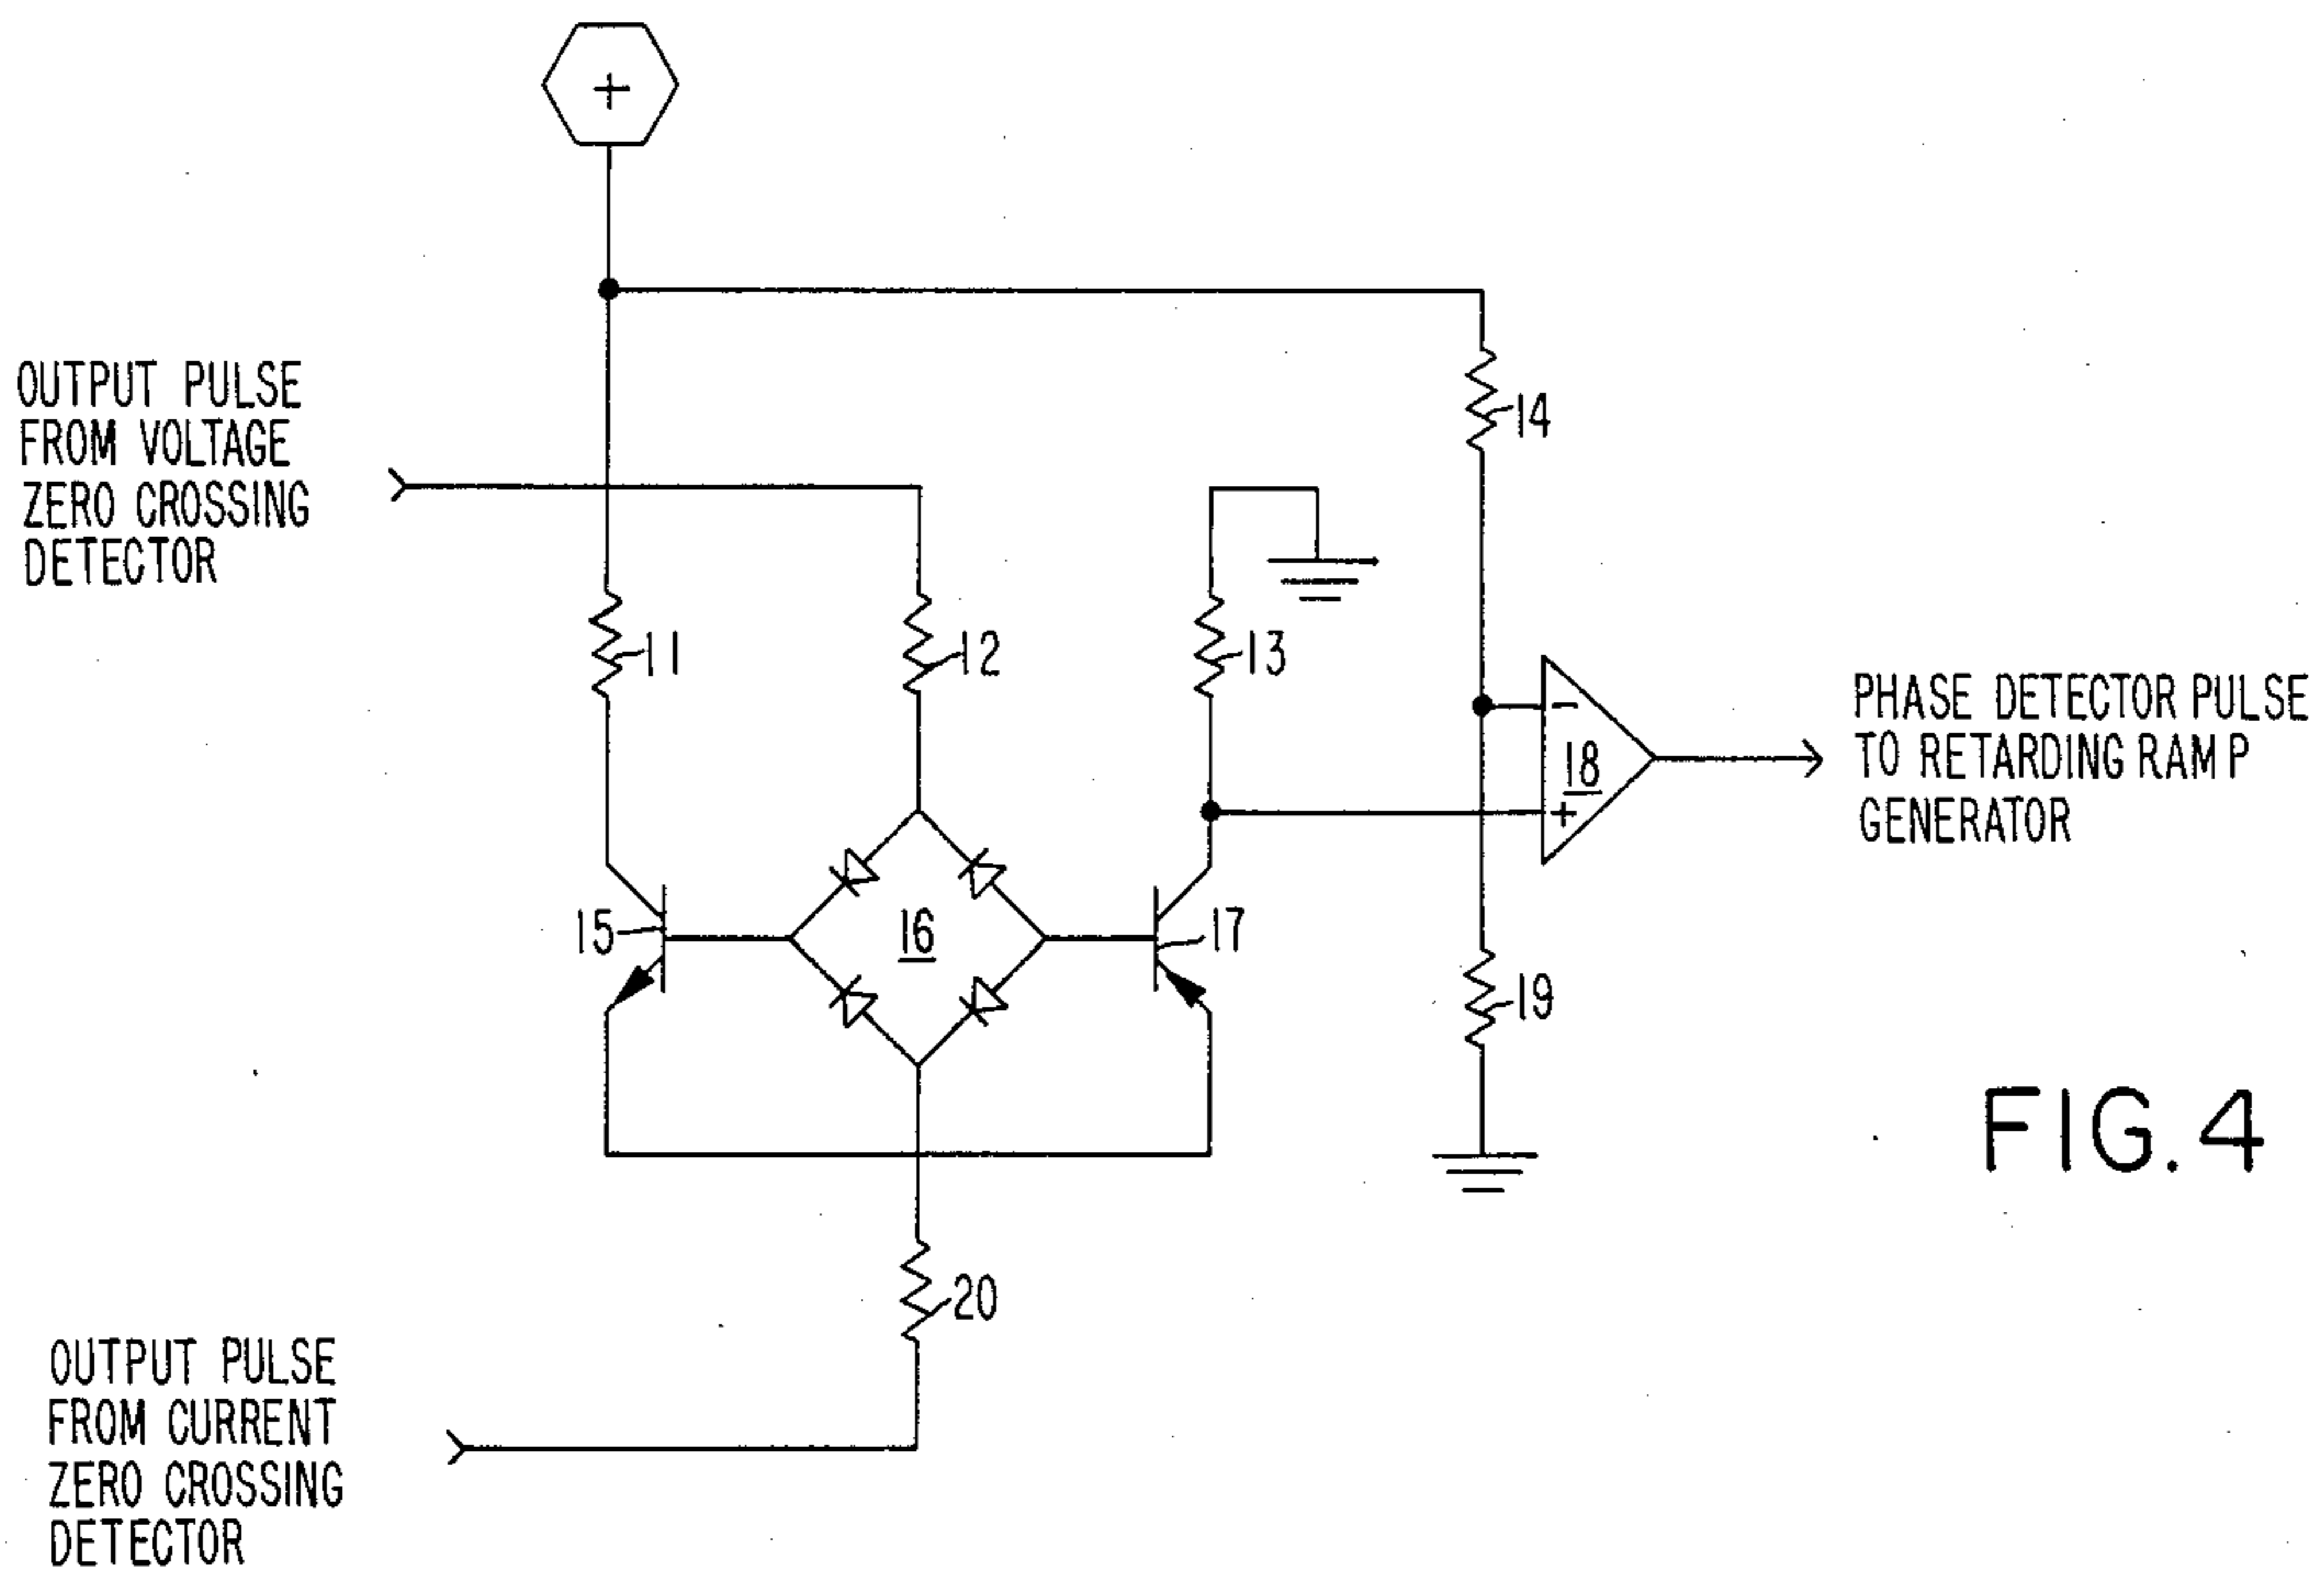 +
OUTPUT PULSE
FROM VOLTAGE
ZERO CROSSING
DETECTOR
14
11
12
13
PHASE DETECTOR PULSE
TO RETARDING RAMP
GENERATOR
−
18
+
15
16
17
19
FIG. 4
20
OUTPUT PULSE
FROM CURRENT
ZERO CROSSING
DETECTOR